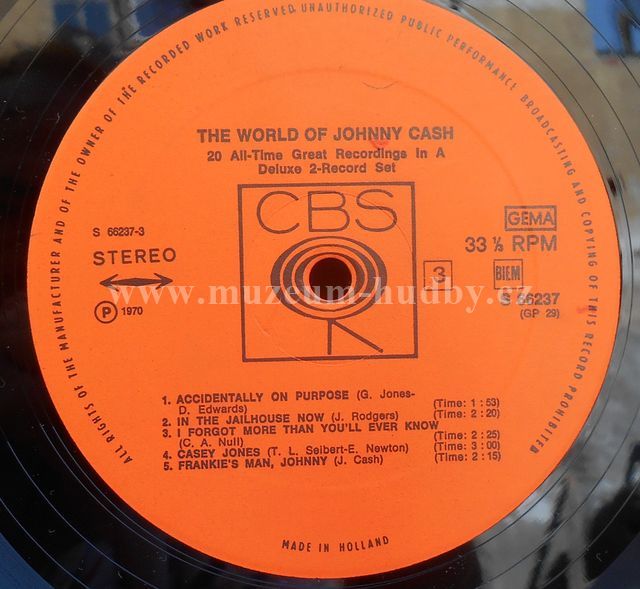 ALL RIGHTS OF THE MANUFACTURER AND OF THE OWNER OF THE RECORDED WORK RESERVED UNAUTHORIZED PUBLIC PERFORMANCE BROADCASTING AND COPYING OF THIS RECORD PROHIBITED
THE WORLD OF JOHNNY CASH
20 All-Time Great Recordings In A
Deluxe 2-Record Set
CBS
S 66237-3
STEREO
℗ 1970
GEMA
33⅓ RPM
3
BIEM
S 66237
(GP 29)
www.muzeum-hudby.cz
1. ACCIDENTALLY ON PURPOSE (G. Jones-
D. Edwards) (Time: 1:53)
2. IN THE JAILHOUSE NOW (J. Rodgers) (Time: 2:20)
3. I FORGOT MORE THAN YOU'LL EVER KNOW
(C. A. Null) (Time: 2:25)
4. CASEY JONES (T. L. Seibert-E. Newton) (Time: 3:00)
5. FRANKIE'S MAN, JOHNNY (J. Cash) (Time: 2:15)
MADE IN HOLLAND